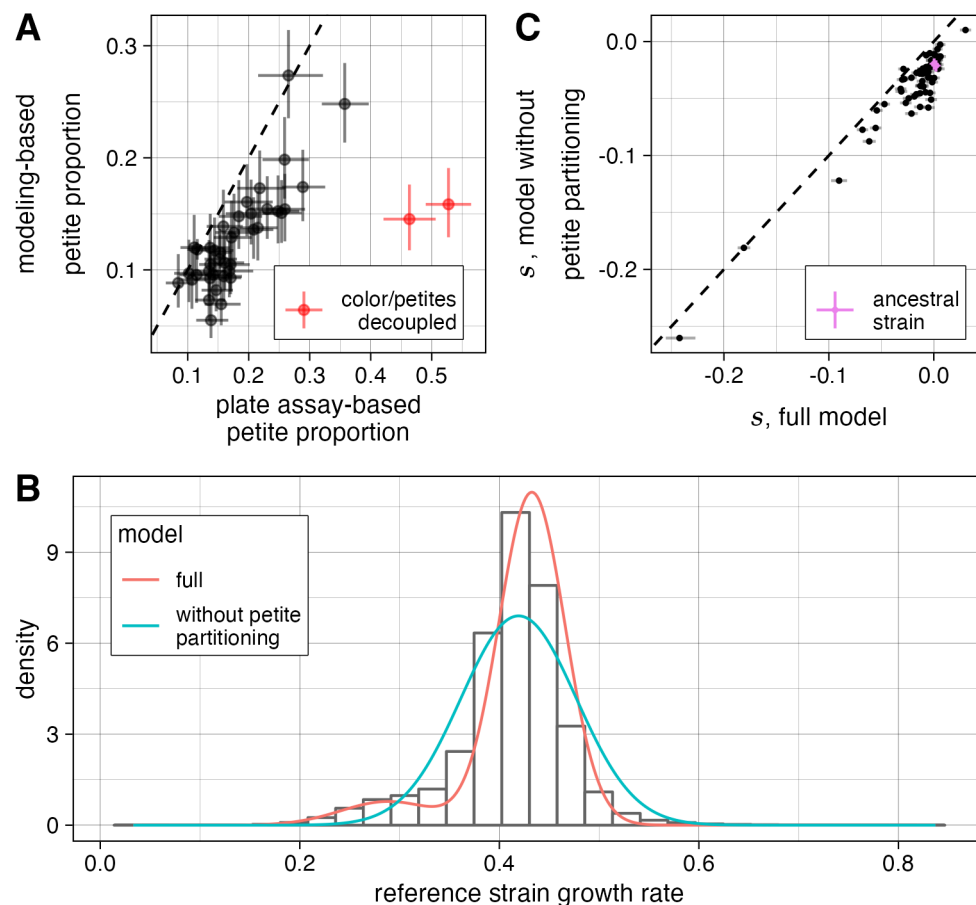 A
modeling-based
petite proportion
0.3
0.2
0.1
0.1 0.2 0.3 0.4 0.5
plate assay-based
petite proportion
color/petites
decoupled
C
s, model without
petite partitioning
0.0
-0.1
-0.2
-0.2 -0.1 0.0
s, full model
ancestral
strain
B
density
9
6
3
0
0.0 0.2 0.4 0.6 0.8
reference strain growth rate
model
full
without petite
partitioning